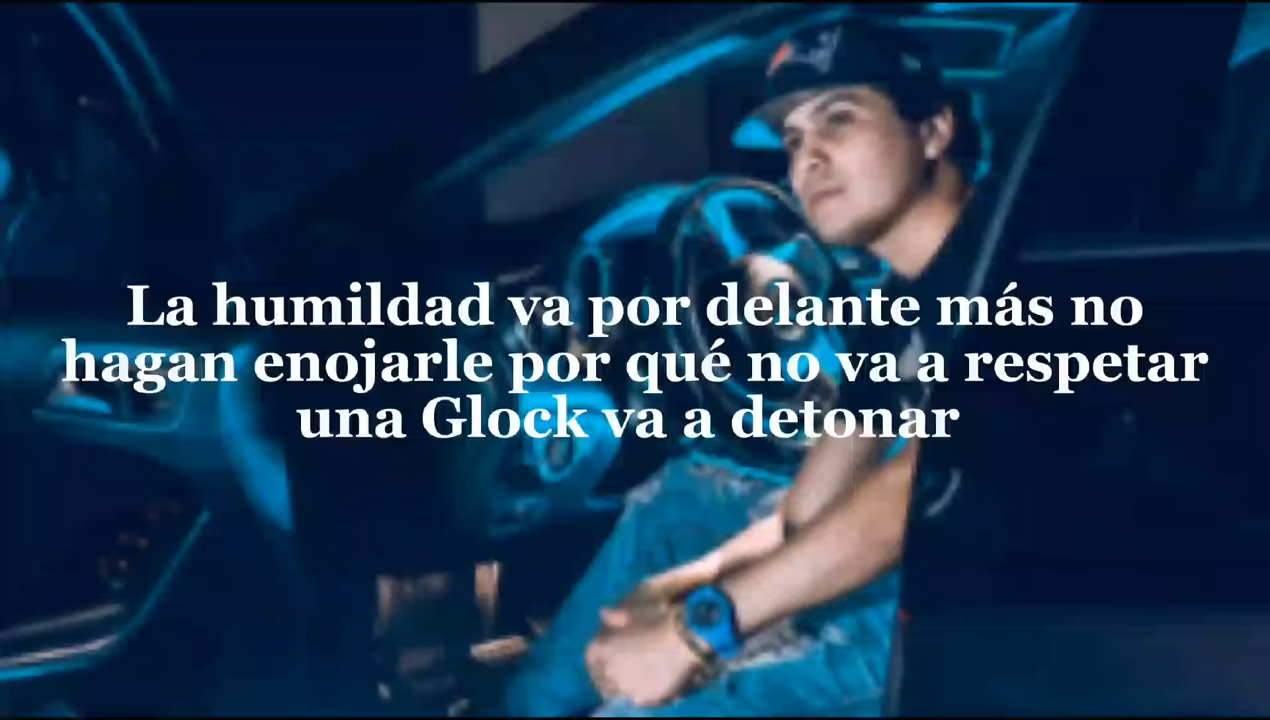 La humildad va por delante más no
hagan enojarle por qué no va a respetar
una Glock va a detonar